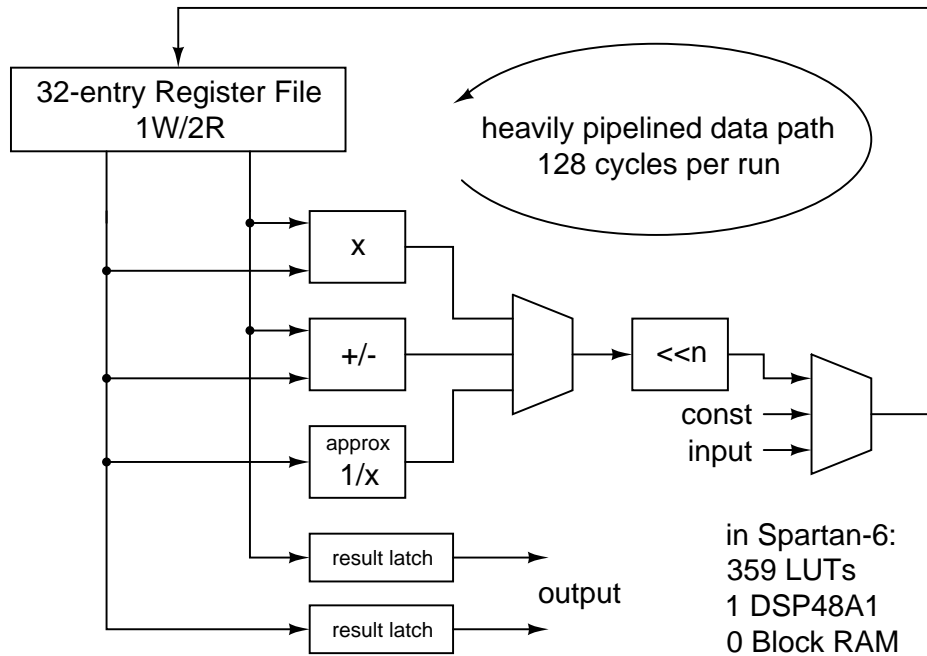 32-entry Register File
1W/2R
heavily pipelined data path
128 cycles per run
x
+/-
<<n
const
input
approx
1/x
result latch
output
result latch
in Spartan-6:
359 LUTs
1 DSP48A1
0 Block RAM